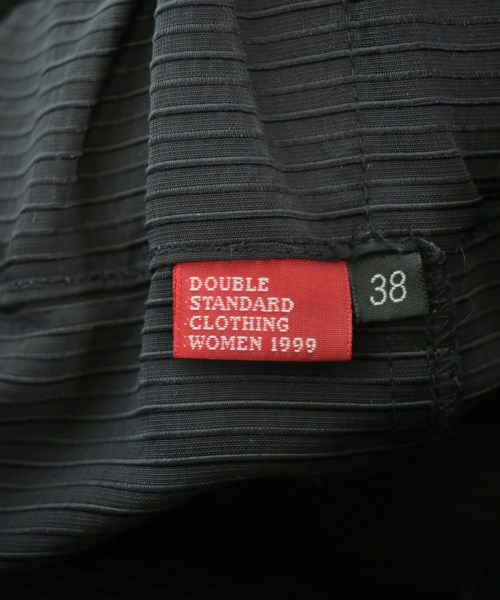 DOUBLE
STANDARD
CLOTHING
WOMEN 1999
38